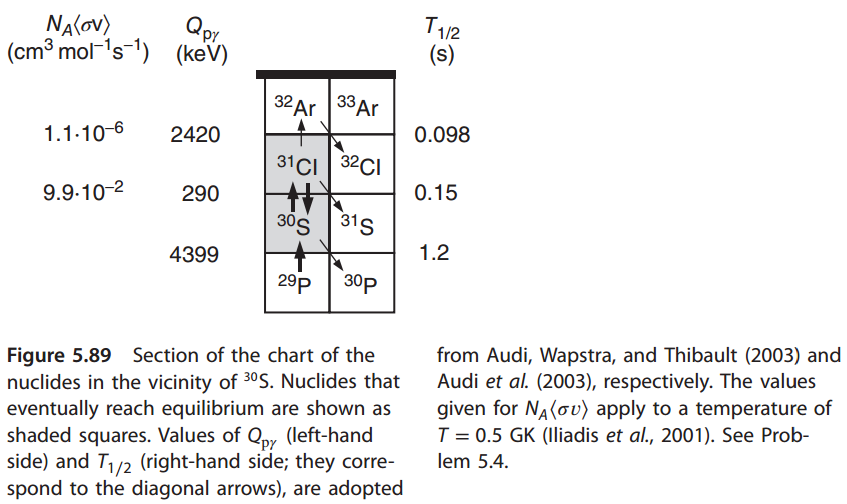 N_A⟨σv⟩ Q_pγ T_1/2
(cm³ mol⁻¹s⁻¹) (keV) (s)
³²Ar ³³Ar
1.1·10⁻⁶ 2420 0.098
³¹Cl ³²Cl
9.9·10⁻² 290 0.15
³⁰S ³¹S
4399 1.2
²⁹P ³⁰P
Figure 5.89 Section of the chart of the
nuclides in the vicinity of ³⁰S. Nuclides that
eventually reach equilibrium are shown as
shaded squares. Values of Q_pγ (left-hand
side) and T_1/2 (right-hand side; they corre-
spond to the diagonal arrows), are adopted
from Audi, Wapstra, and Thibault (2003) and
Audi et al. (2003), respectively. The values
given for N_A⟨σv⟩ apply to a temperature of
T = 0.5 GK (Iliadis et al., 2001). See Prob-
lem 5.4.